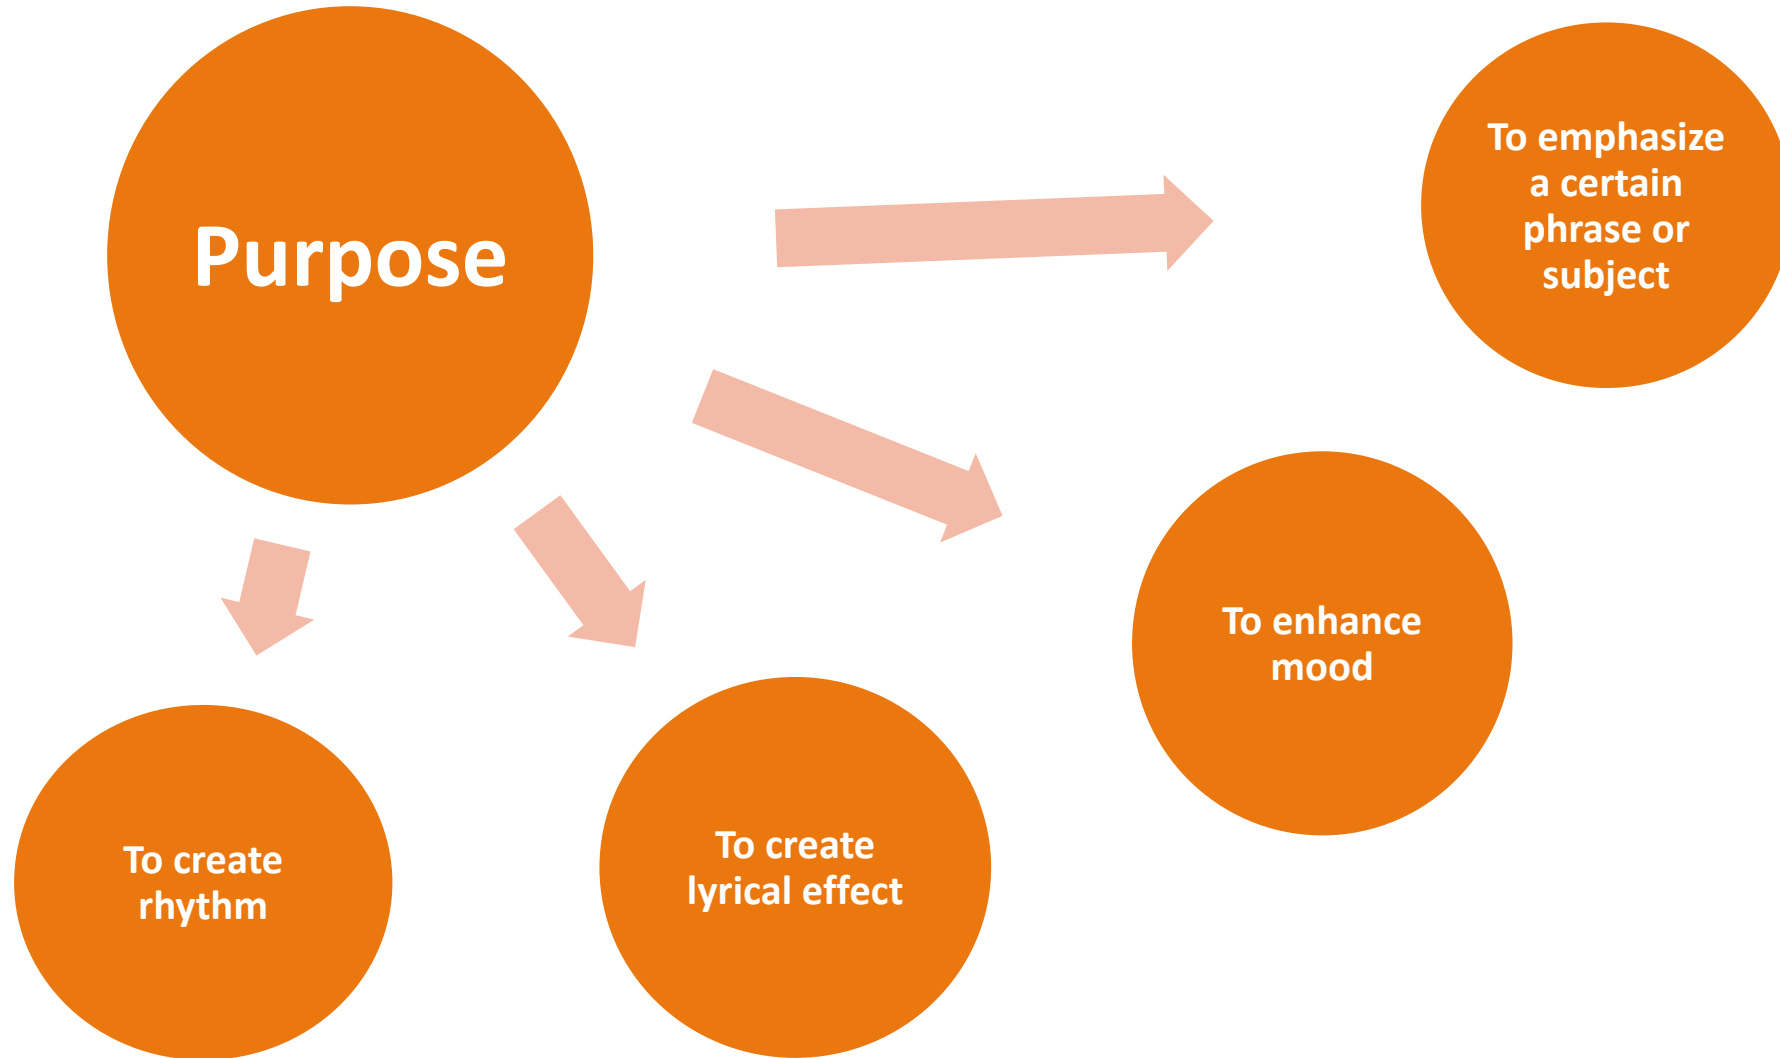 Purpose
To emphasize
a certain
phrase or
subject
To enhance
mood
To create
lyrical effect
To create
rhythm